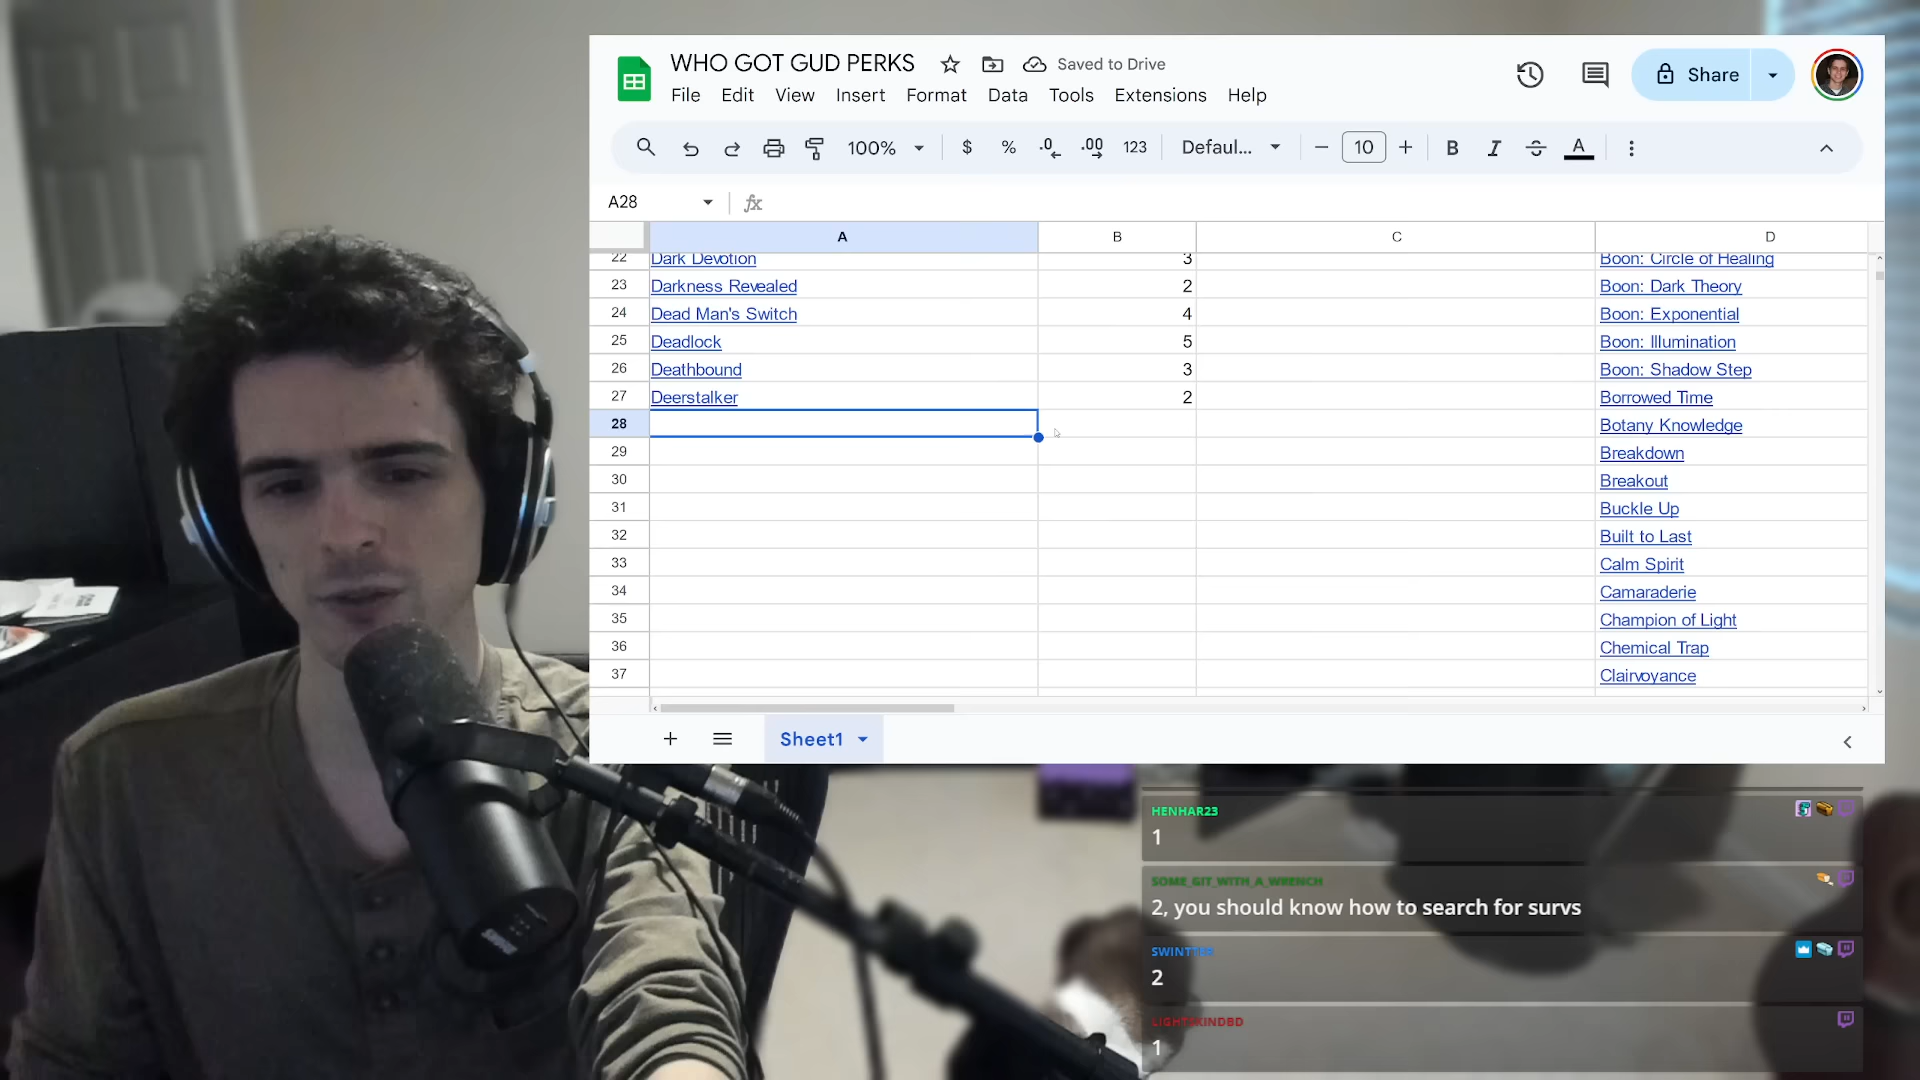 WHO GOT GUD PERKS
Saved to Drive
Share
File Edit View Insert Format Data Tools Extensions Help
100% $ % .0 .00 123 Defaul... 10 B I S A
A28 fx
A B C D
22 Dark Devotion 3 Boon: Circle of Healing
23 Darkness Revealed 2 Boon: Dark Theory
24 Dead Man's Switch 4 Boon: Exponential
25 Deadlock 5 Boon: Illumination
26 Deathbound 3 Boon: Shadow Step
27 Deerstalker 2 Borrowed Time
28 Botany Knowledge
29 Breakdown
30 Breakout
31 Buckle Up
32 Built to Last
33 Calm Spirit
34 Camaraderie
35 Champion of Light
36 Chemical Trap
37 Clairvoyance
Sheet1
HENHAR23
1
SOME_GIT_WITH_A_WRENCH
2, you should know how to search for survs
2
1